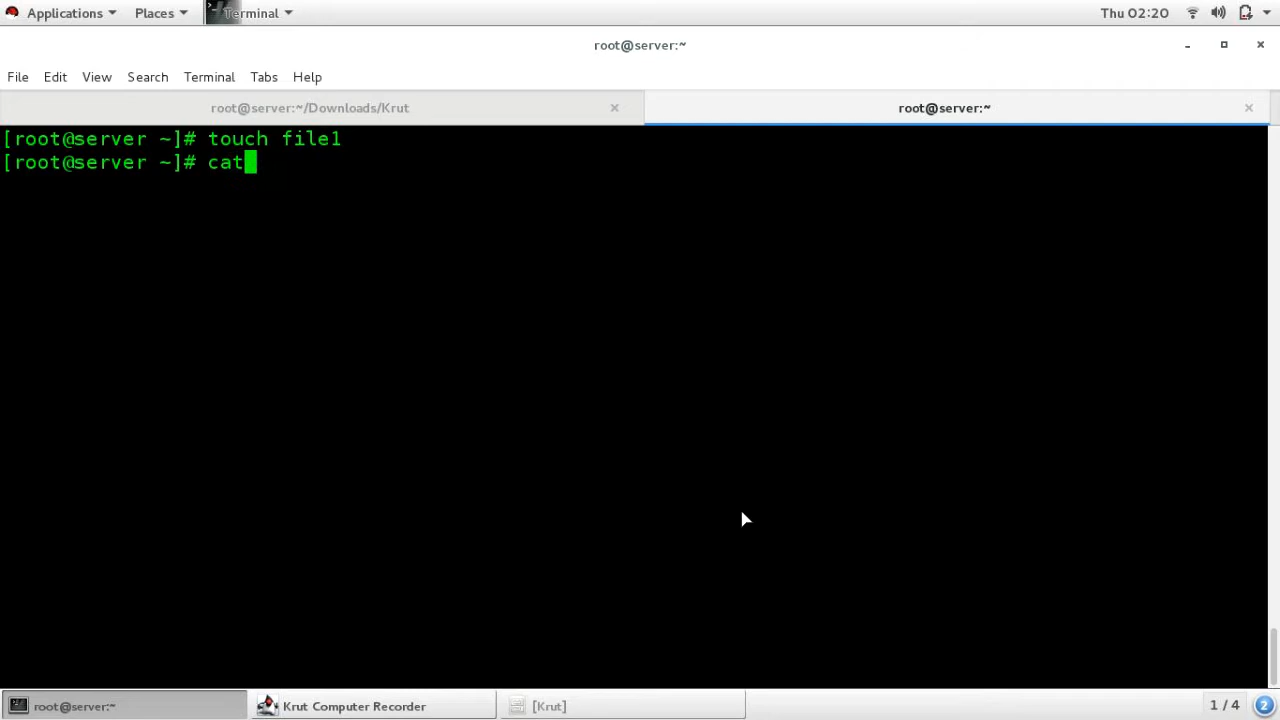 Applications Places Terminal Thu 02:20
root@server:~
File Edit View Search Terminal Tabs Help
root@server:~/Downloads/Krut root@server:~
[root@server ~]# touch file1
[root@server ~]# cat
root@server:~ Krut Computer Recorder [Krut] 1 / 4 2